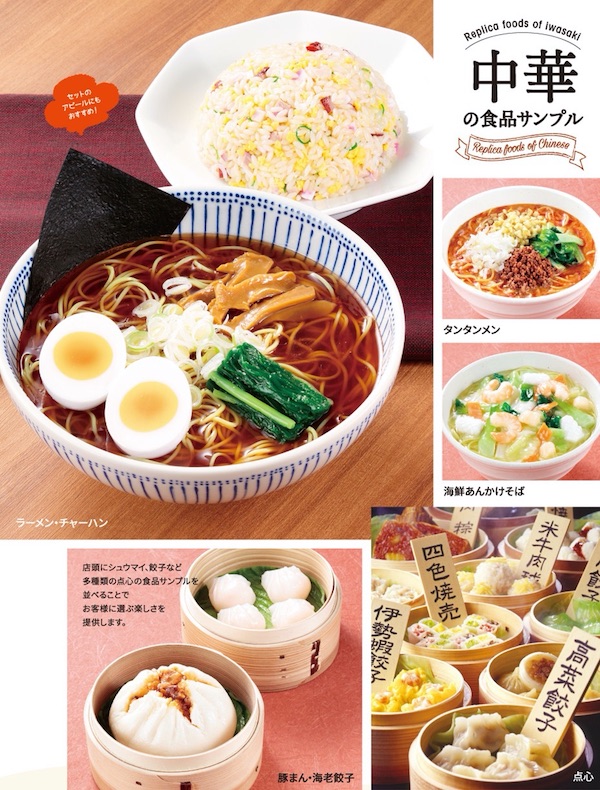 Replica foods of iwasaki
中華
の食品サンプル
Replica foods of Chinese
セットの
アピールにも
おすすめ！
タンタンメン
海鮮あんかけそば
ラーメン・チャーハン
店頭にシュウマイ、餃子など
多種類の点心の食品サンプルを
並べることで
お客様に選ぶ楽しさを
提供します。
豚まん・海老餃子
肉粽
四色焼売
米牛肉球
伊勢蝦餃子
高菜餃子
餃子
点心